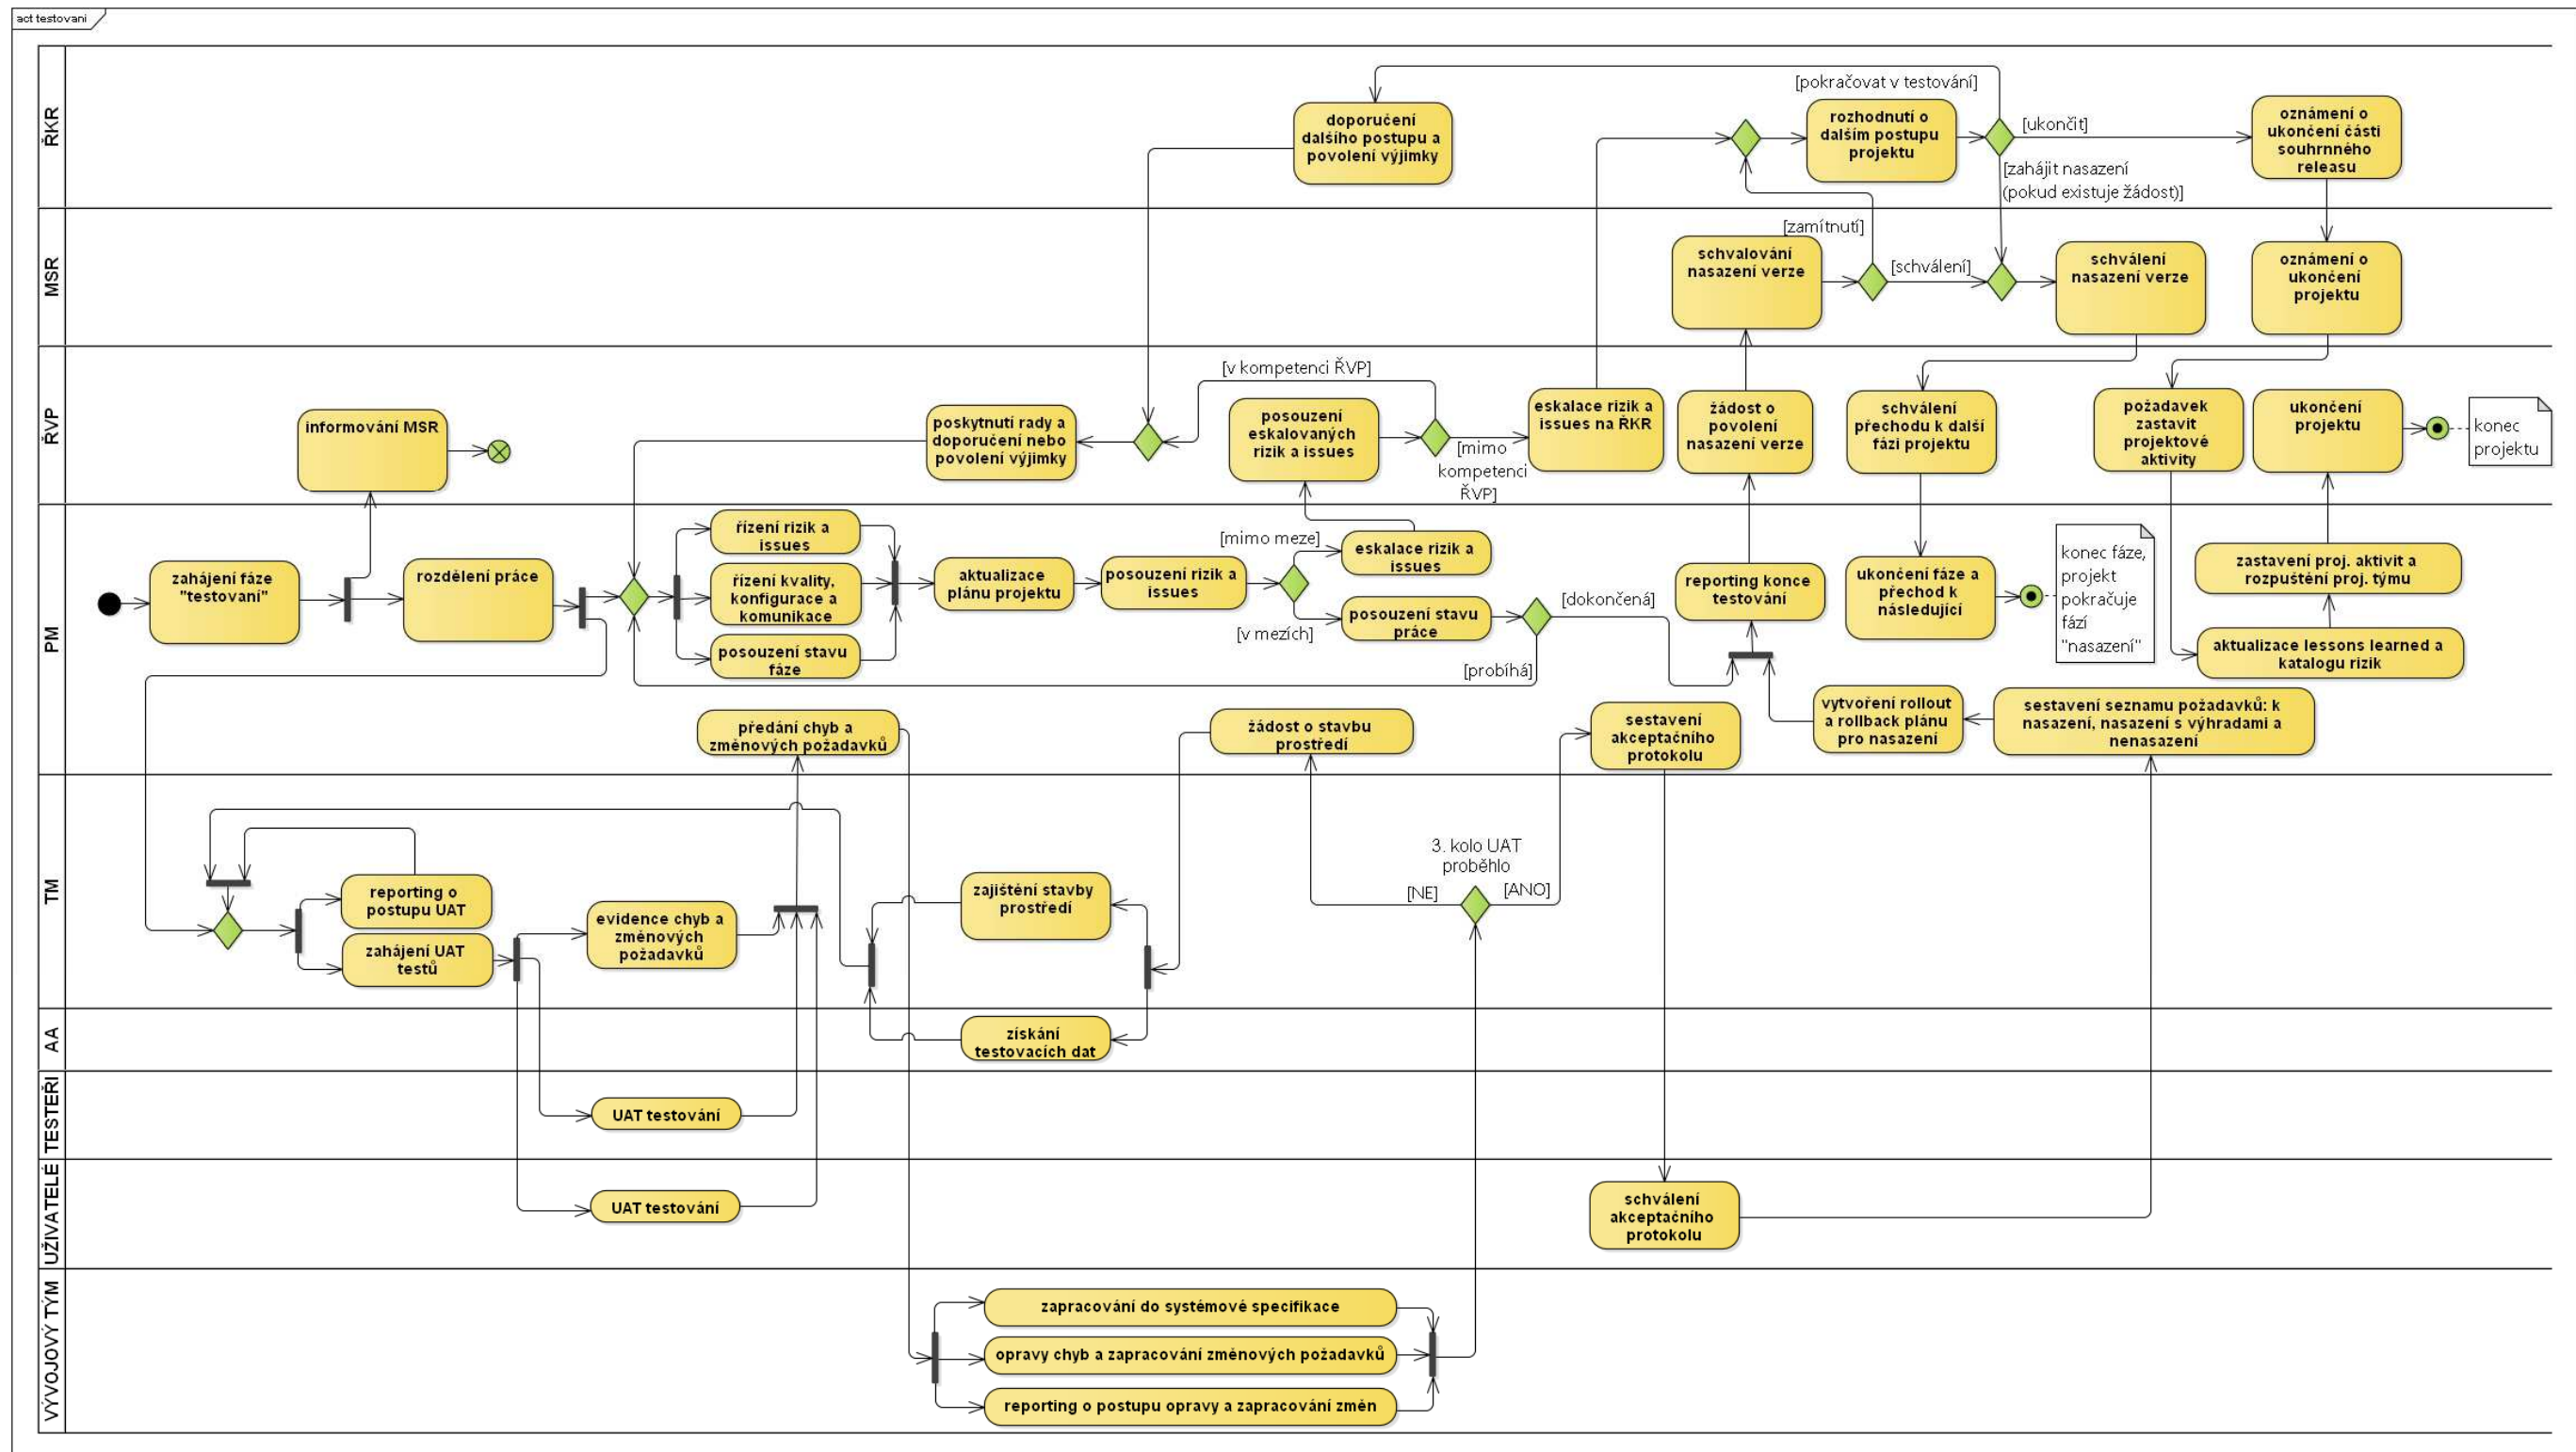 act testovani
ŘKR
doporučení
dalšího postupu a
povolení výjimky
[pokračovat v testování]
rozhodnutí o
dalším postupu
projektu
[ukončit]
[zahájit nasazení
(pokud existuje žádost)]
oznámení o
ukončení části
souhrnného
releasu
MSR
[zamítnutí]
schvalování
nasazení verze
[schválení]
schválení
nasazení verze
oznámení o
ukončení
projektu
ŘVP
informování MSR
poskytnutí rady a
doporučení nebo
povolení výjimky
[v kompetenci ŘVP]
posouzení
eskalovaných
rizik a issues
[mimo
kompetenci
ŘVP]
eskalace rizik a
issues na ŘKR
žádost o
povolení
nasazení verze
schválení
přechodu k další
fázi projektu
požadavek
zastavit
projektové
aktivity
ukončení
projektu
konec
projektu
PM
zahájení fáze
"testovaní"
rozdělení práce
řízení rizik a
issues
řízení kvality,
konfigurace a
komunikace
posouzení stavu
fáze
aktualizace
plánu projektu
posouzení rizik a
issues
[mimo meze]
[v mezích]
eskalace rizik a
issues
posouzení stavu
práce
[dokončená]
[probíhá]
reporting konce
testování
ukončení fáze a
přechod k
následující
konec fáze,
projekt
pokračuje
fází
"nasazení"
zastavení proj. aktivit a
rozpuštění proj. týmu
aktualizace lessons learned a
katalogu rizik
předání chyb a
změnových požadavků
žádost o stavbu
prostředí
sestavení
akceptačního
protokolu
vytvoření rollout
a rollback plánu
pro nasazení
sestavení seznamu požadavků: k
nasazení, nasazení s výhradami a
nenasazení
TM
reporting o
postupu UAT
zahájení UAT
testů
evidence chyb a
změnových
požadavků
zajištění stavby
prostředí
3. kolo UAT
proběhlo
[NE]
[ANO]
AA
získání
testovacích dat
TESTEŘI
UAT testování
UŽIVATELÉ
UAT testování
schválení
akceptačního
protokolu
VÝVOJOVÝ TÝM
zapracování do systémové specifikace
opravy chyb a zapracování změnových požadavků
reporting o postupu opravy a zapracování změn